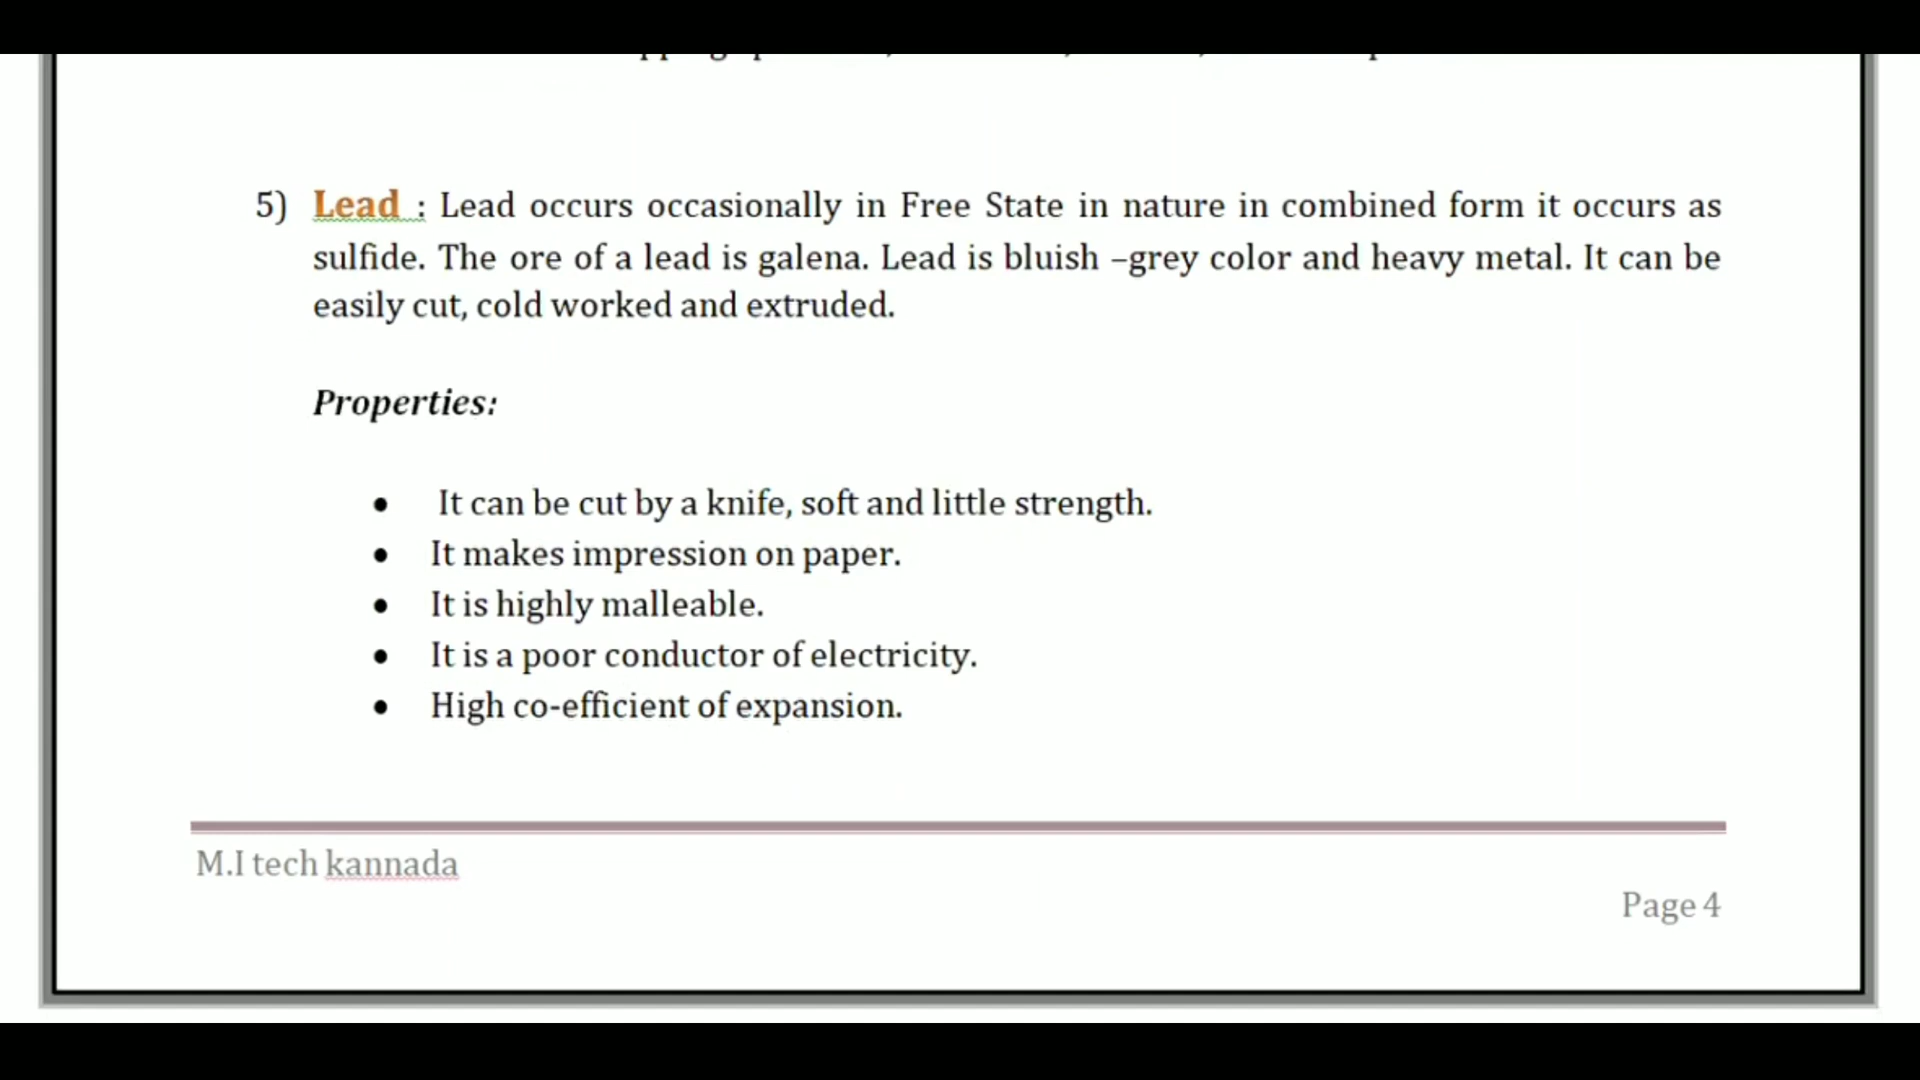 5) Lead : Lead occurs occasionally in Free State in nature in combined form it occurs as
sulfide. The ore of a lead is galena. Lead is bluish –grey color and heavy metal. It can be
easily cut, cold worked and extruded.
Properties:
• It can be cut by a knife, soft and little strength.
• It makes impression on paper.
• It is highly malleable.
• It is a poor conductor of electricity.
• High co-efficient of expansion.
M.I tech kannada
Page 4